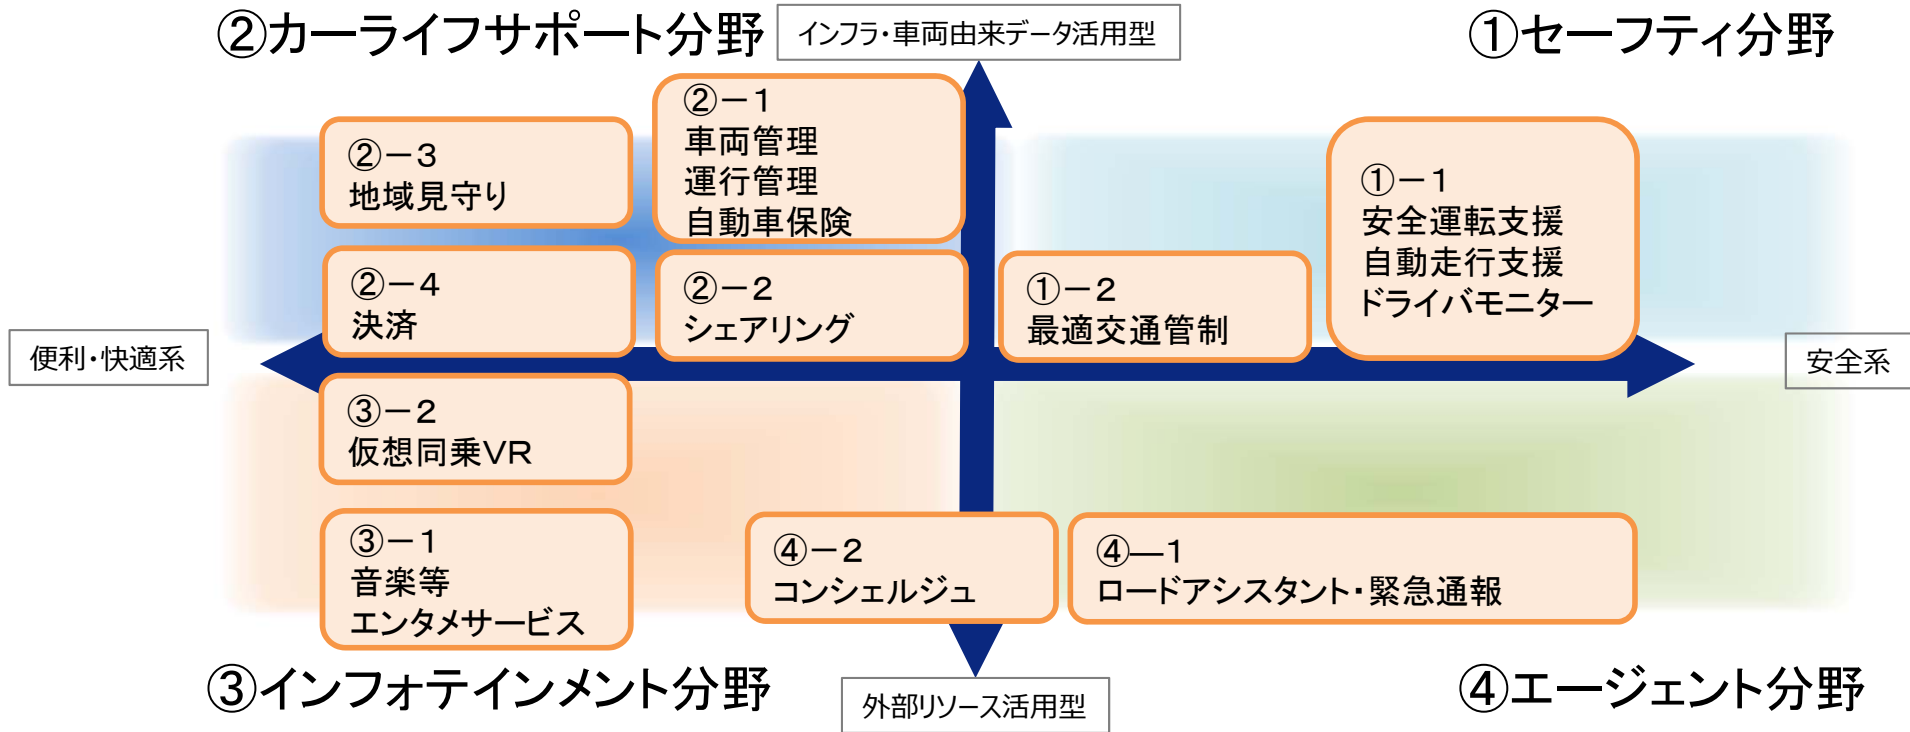 ②カーライフサポート分野
インフラ・車両由来データ活用型
①セーフティ分野
②－1
車両管理
運行管理
自動車保険
②－3
地域見守り
①－1
安全運転支援
自動走行支援
ドライバモニター
②－4
決済
②－2
シェアリング
①－2
最適交通管制
便利・快適系
安全系
③－2
仮想同乗VR
③－1
音楽等
エンタメサービス
④－2
コンシェルジュ
④—1
ロードアシスタント・緊急通報
③インフォテインメント分野
外部リソース活用型
④エージェント分野